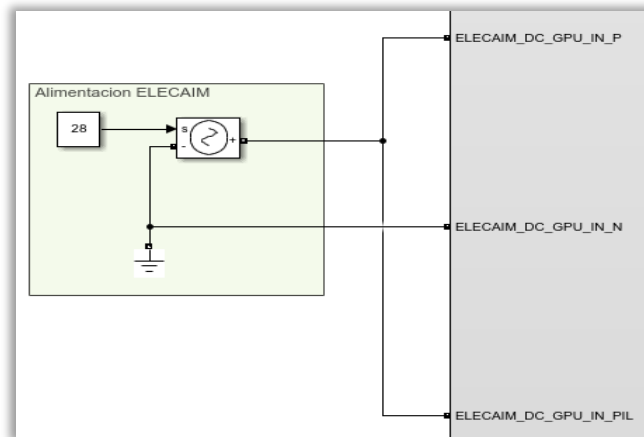 ELECAIM_DC_GPU_IN_P
Alimentacion ELECAIM
28
s
+
-
ELECAIM_DC_GPU_IN_N
ELECAIM_DC_GPU_IN_PIL